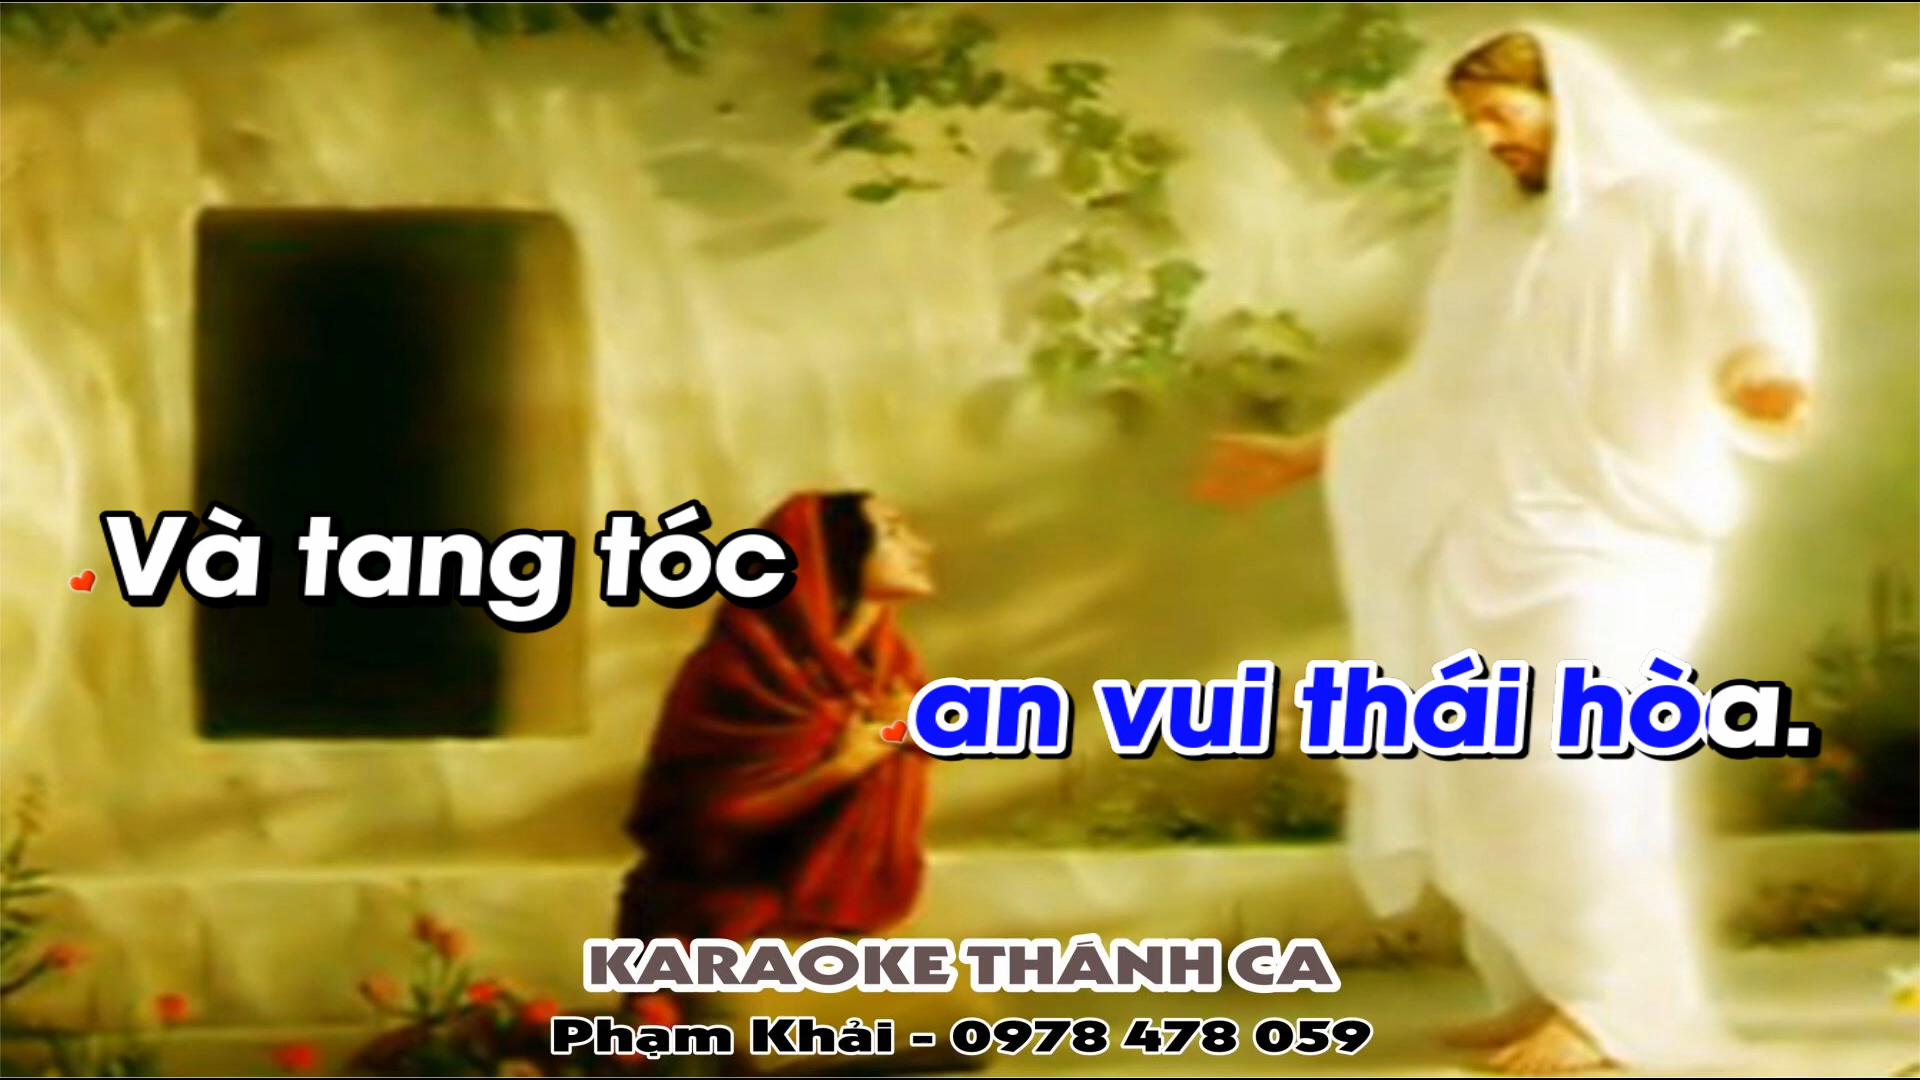 Và tang tóc
an vui thái hòa.
KARAOKE THÁNH CA
Phạm Khải - 0978 478 059